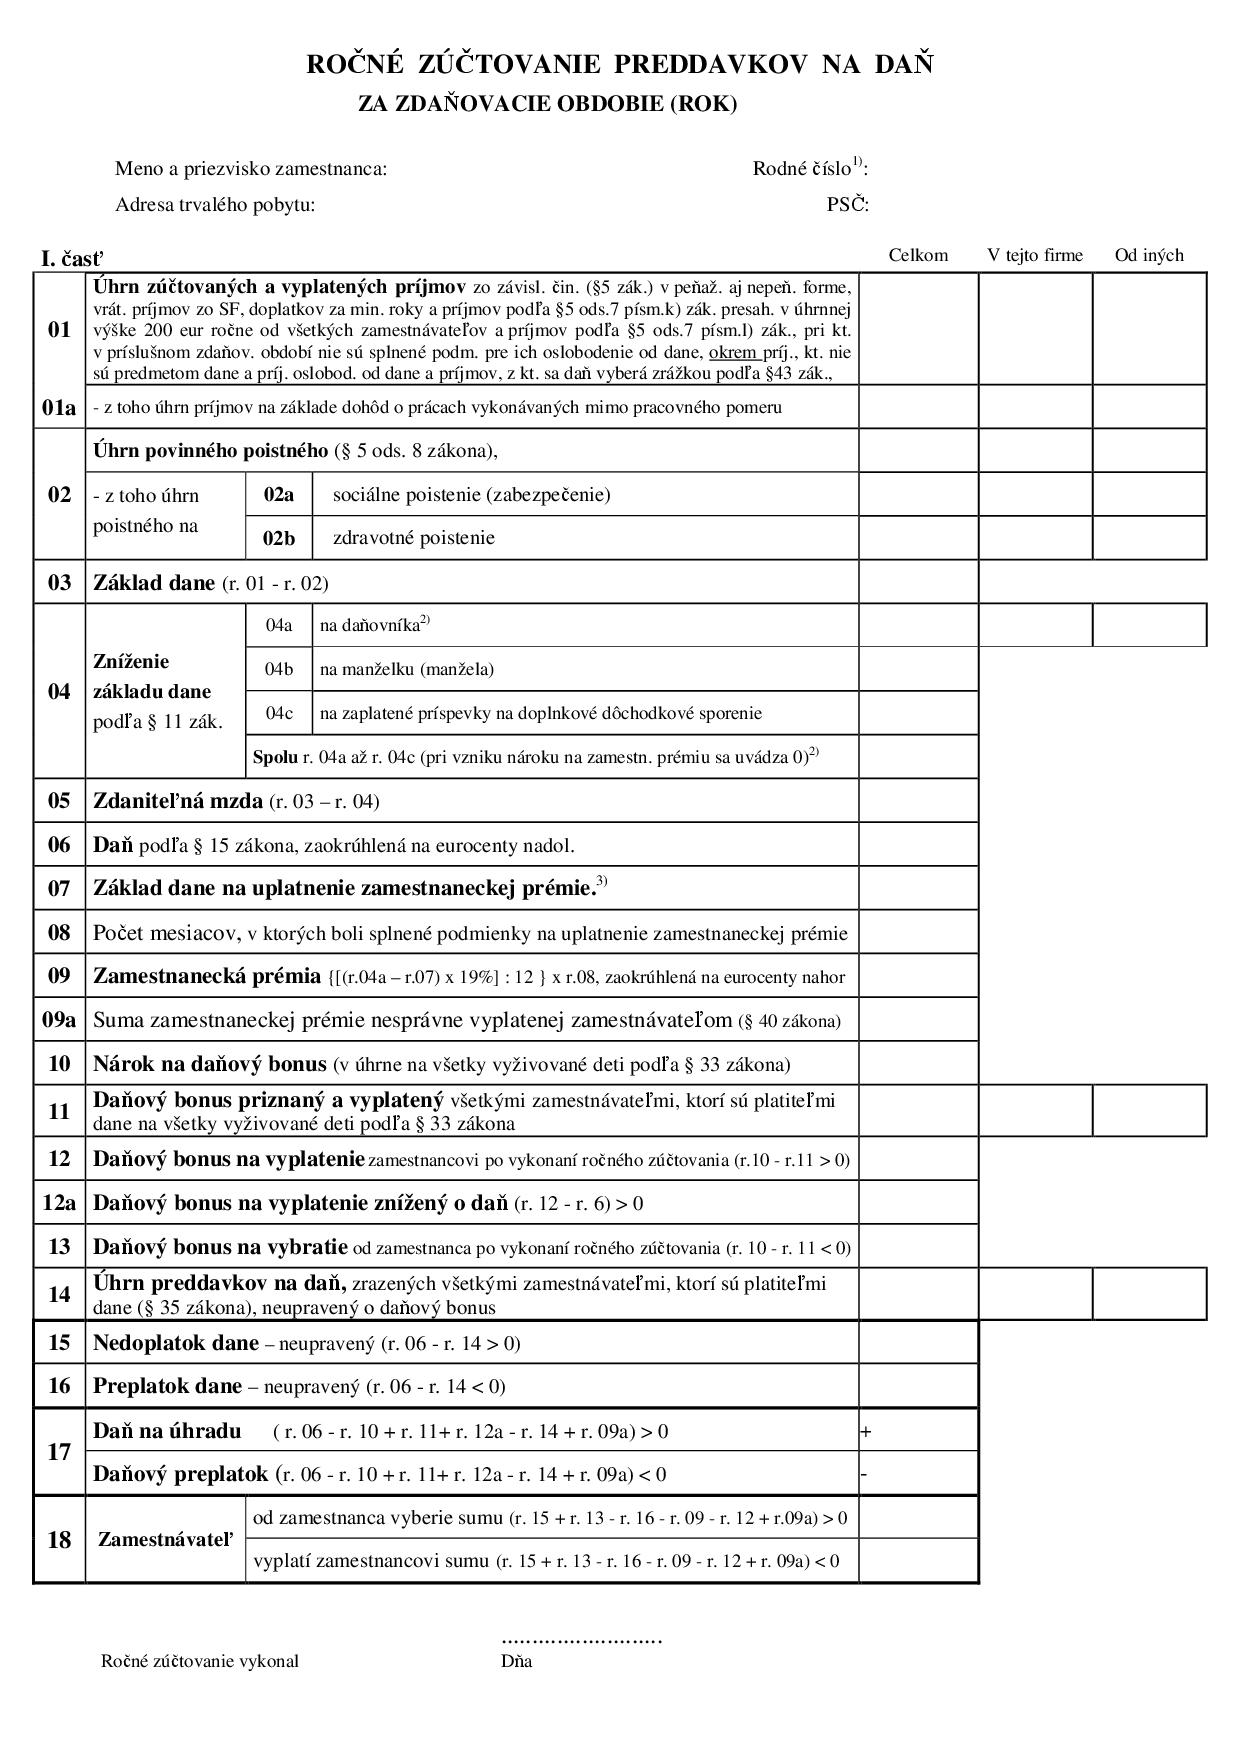 ROČNÉ ZÚČTOVANIE PREDDAVKOV NA DAŇ
ZA ZDAŇOVACIE OBDOBIE (ROK)
Meno a priezvisko zamestnanca: Rodné číslo1):
Adresa trvalého pobytu: PSČ:
I. časť Celkom V tejto firme Od iných
01 Úhrn zúčtovaných a vyplatených príjmov zo závisl. čin. (§5 zák.) v peňaž. aj nepeň. forme,
vrát. príjmov zo SF, doplatkov za min. roky a príjmov podľa §5 ods.7 písm.k) zák. presah. v úhrnnej
výške 200 eur ročne od všetkých zamestnávateľov a príjmov podľa §5 ods.7 písm.l) zák., pri kt.
v príslušnom zdaňov. období nie sú splnené podm. pre ich oslobodenie od dane, okrem príj., kt. nie
sú predmetom dane a príj. oslobod. od dane a príjmov, z kt. sa daň vyberá zrážkou podľa §43 zák.,
01a - z toho úhrn príjmov na základe dohôd o prácach vykonávaných mimo pracovného pomeru
02 Úhrn povinného poistného (§ 5 ods. 8 zákona),
- z toho úhrn
poistného na
02a sociálne poistenie (zabezpečenie)
02b zdravotné poistenie
03 Základ dane (r. 01 - r. 02)
04 Zníženie
základu dane
podľa § 11 zák.
04a na daňovníka2)
04b na manželku (manžela)
04c na zaplatené príspevky na doplnkové dôchodkové sporenie
Spolu r. 04a až r. 04c (pri vzniku nároku na zamestn. prémiu sa uvádza 0)2)
05 Zdaniteľná mzda (r. 03 – r. 04)
06 Daň podľa § 15 zákona, zaokrúhlená na eurocenty nadol.
07 Základ dane na uplatnenie zamestnaneckej prémie.3)
08 Počet mesiacov, v ktorých boli splnené podmienky na uplatnenie zamestnaneckej prémie
09 Zamestnanecká prémia {[(r.04a – r.07) x 19%] : 12 } x r.08, zaokrúhlená na eurocenty nahor
09a Suma zamestnaneckej prémie nesprávne vyplatenej zamestnávateľom (§ 40 zákona)
10 Nárok na daňový bonus (v úhrne na všetky vyživované deti podľa § 33 zákona)
11 Daňový bonus priznaný a vyplatený všetkými zamestnávateľmi, ktorí sú platiteľmi
dane na všetky vyživované deti podľa § 33 zákona
12 Daňový bonus na vyplatenie zamestnancovi po vykonaní ročného zúčtovania (r.10 - r.11 > 0)
12a Daňový bonus na vyplatenie znížený o daň (r. 12 - r. 6) > 0
13 Daňový bonus na vybratie od zamestnanca po vykonaní ročného zúčtovania (r. 10 - r. 11 < 0)
14 Úhrn preddavkov na daň, zrazených všetkými zamestnávateľmi, ktorí sú platiteľmi
dane (§ 35 zákona), neupravený o daňový bonus
15 Nedoplatok dane – neupravený (r. 06 - r. 14 > 0)
16 Preplatok dane – neupravený (r. 06 - r. 14 < 0)
17 Daň na úhradu ( r. 06 - r. 10 + r. 11+ r. 12a - r. 14 + r. 09a) > 0 +
Daňový preplatok (r. 06 - r. 10 + r. 11+ r. 12a - r. 14 + r. 09a) < 0 -
18 Zamestnávateľ
od zamestnanca vyberie sumu (r. 15 + r. 13 - r. 16 - r. 09 - r. 12 + r.09a) > 0
vyplatí zamestnancovi sumu (r. 15 + r. 13 - r. 16 - r. 09 - r. 12 + r. 09a) < 0
..........................
Ročné zúčtovanie vykonal Dňa